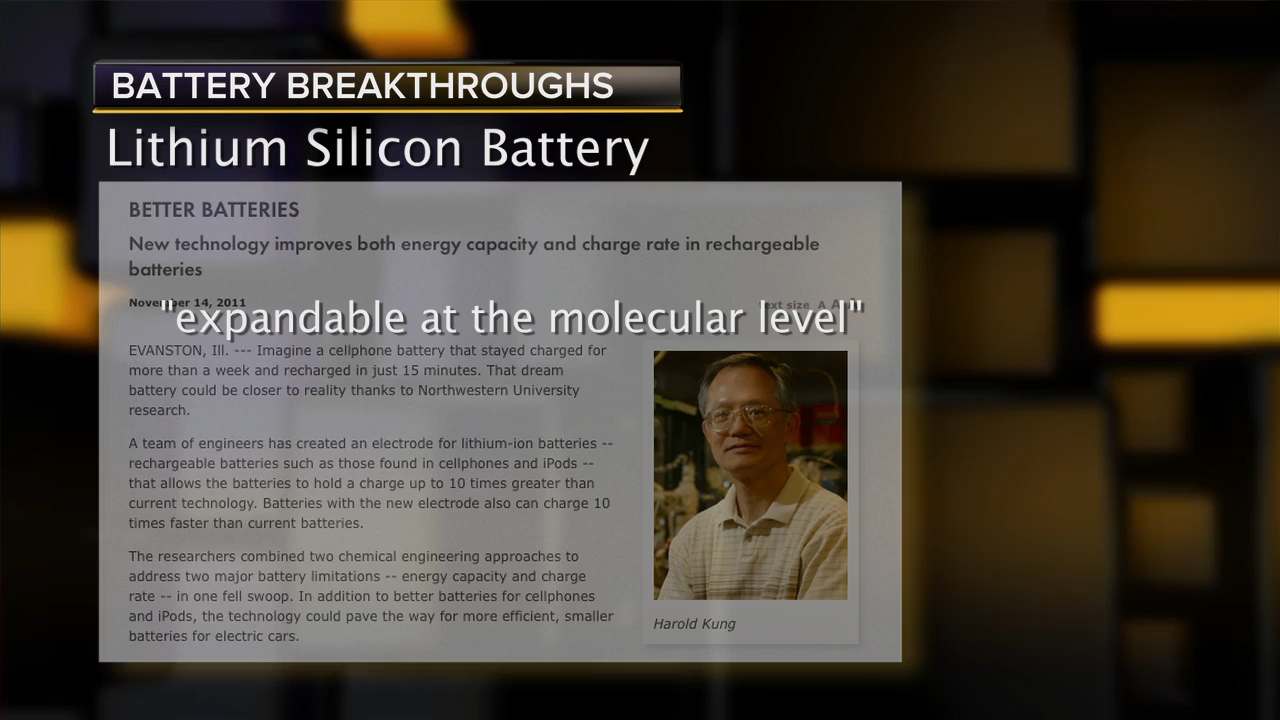 BATTERY BREAKTHROUGHS
Lithium Silicon Battery
BETTER BATTERIES
New technology improves both energy capacity and charge rate in rechargeable
batteries
November 14, 2011
text size A A
"expandable at the molecular level"
EVANSTON, Ill. --- Imagine a cellphone battery that stayed charged for
more than a week and recharged in just 15 minutes. That dream
battery could be closer to reality thanks to Northwestern University
research.
A team of engineers has created an electrode for lithium-ion batteries --
rechargeable batteries such as those found in cellphones and iPods --
that allows the batteries to hold a charge up to 10 times greater than
current technology. Batteries with the new electrode also can charge 10
times faster than current batteries.
The researchers combined two chemical engineering approaches to
address two major battery limitations -- energy capacity and charge
rate -- in one fell swoop. In addition to better batteries for cellphones
and iPods, the technology could pave the way for more efficient, smaller
batteries for electric cars.
Harold Kung